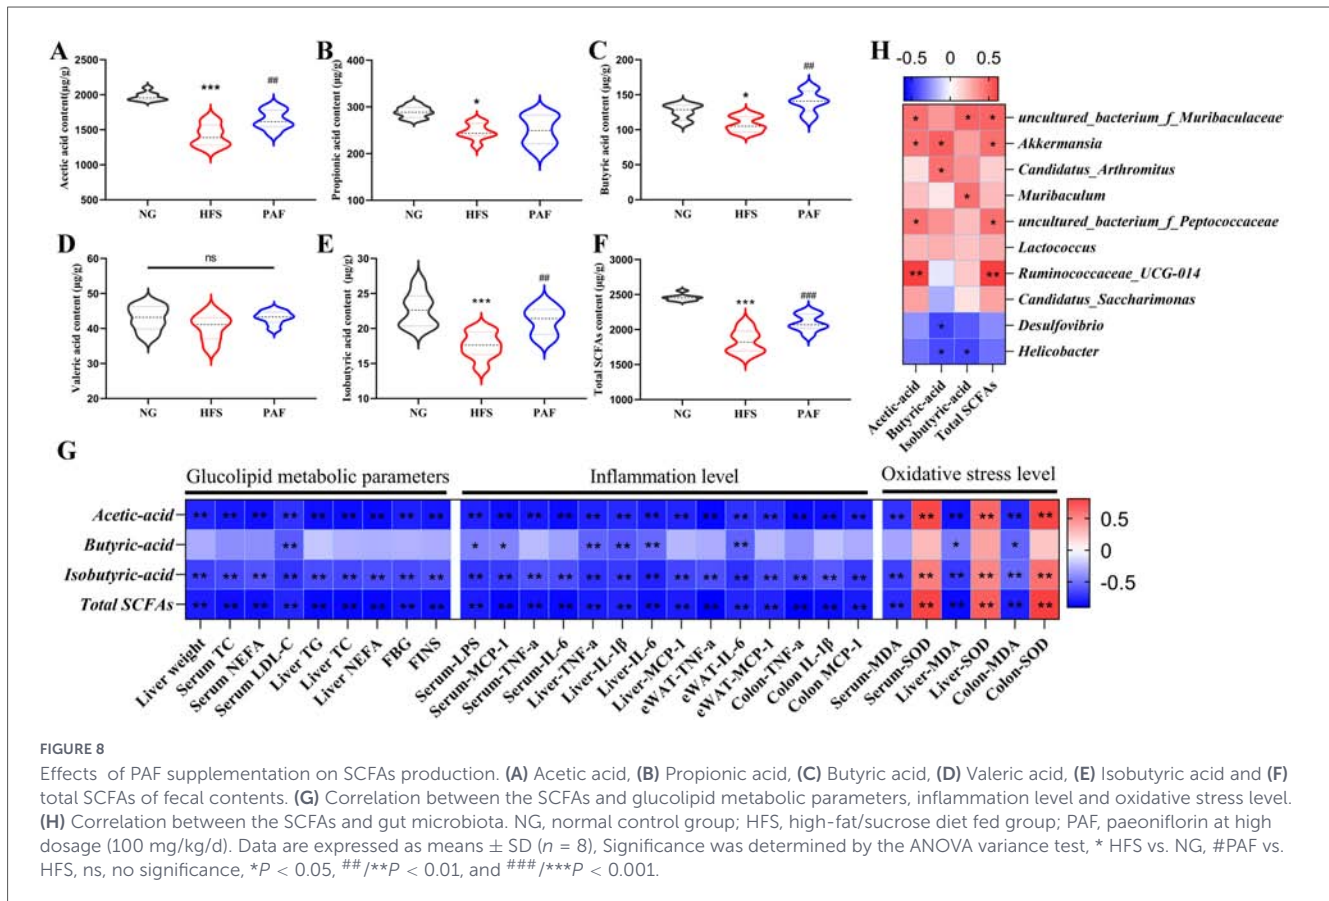 A
Acetic acid content(µg/g)
2500
2000
1500
1000
500
***
##
NG
HFS
PAF
B
Propionic acid content(µg/g)
400
300
200
100
*
NG
HFS
PAF
C
Butyric acid content(µg/g)
200
150
100
50
0
*
##
NG
HFS
PAF
D
Valeric acid content (µg/g)
60
50
40
30
20
ns
NG
HFS
PAF
E
Isobutyric acid content (µg/g)
30
25
20
15
10
***
##
NG
HFS
PAF
F
Total SCFAs content (µg/g)
3000
2500
2000
1500
1000
***
###
NG
HFS
PAF
H
-0.5 0 0.5
* * * uncultured_bacterium_f_Muribaculaceae
* * * Akkermansia
* Candidatus_Arthromitus
* Muribaculum
* * uncultured_bacterium_f_Peptococcaceae
Lactococcus
** ** Ruminococcaceae_UCG-014
Candidatus_Saccharimonas
* Desulfovibrio
* * Helicobacter
Acetic-acid
Butyric-acid
Isobutyric-acid
Total SCFAs
G
Glucolipid metabolic parameters
Inflammation level
Oxidative stress level
Acetic-acid ** ** ** ** ** ** ** ** ** ** ** ** ** ** ** ** ** ** ** ** ** ** ** ** ** ** ** **
Butyric-acid ** * * ** ** ** ** * *
Isobutyric-acid ** ** ** ** ** ** ** ** ** ** ** ** ** ** ** ** ** ** ** ** ** ** ** ** ** ** ** **
Total SCFAs ** ** ** ** ** ** ** ** ** ** ** ** ** ** ** ** ** ** ** ** ** ** ** ** ** ** ** **
0.5
0
-0.5
Liver weight
Serum TC
Serum NEFA
Serum LDL-C
Liver TG
Liver TC
Liver NEFA
FBG
FINS
Serum-LPS
Serum-MCP-1
Serum-TNF-a
Serum-IL-6
Liver-TNF-a
Liver-IL-1β
Liver-IL-6
Liver-MCP-1
eWAT-TNF-a
eWAT-IL-6
eWAT-MCP-1
Colon-TNF-a
Colon IL-1β
Colon MCP-1
Serum-MDA
Serum-SOD
Liver-MDA
Liver-SOD
Colon-MDA
Colon-SOD
FIGURE 8
Effects of PAF supplementation on SCFAs production. (A) Acetic acid, (B) Propionic acid, (C) Butyric acid, (D) Valeric acid, (E) Isobutyric acid and (F)
total SCFAs of fecal contents. (G) Correlation between the SCFAs and glucolipid metabolic parameters, inflammation level and oxidative stress level.
(H) Correlation between the SCFAs and gut microbiota. NG, normal control group; HFS, high-fat/sucrose diet fed group; PAF, paeoniflorin at high
dosage (100 mg/kg/d). Data are expressed as means ± SD (n = 8), Significance was determined by the ANOVA variance test, * HFS vs. NG, #PAF vs.
HFS, ns, no significance, *P < 0.05, ##/**P < 0.01, and ###/***P < 0.001.